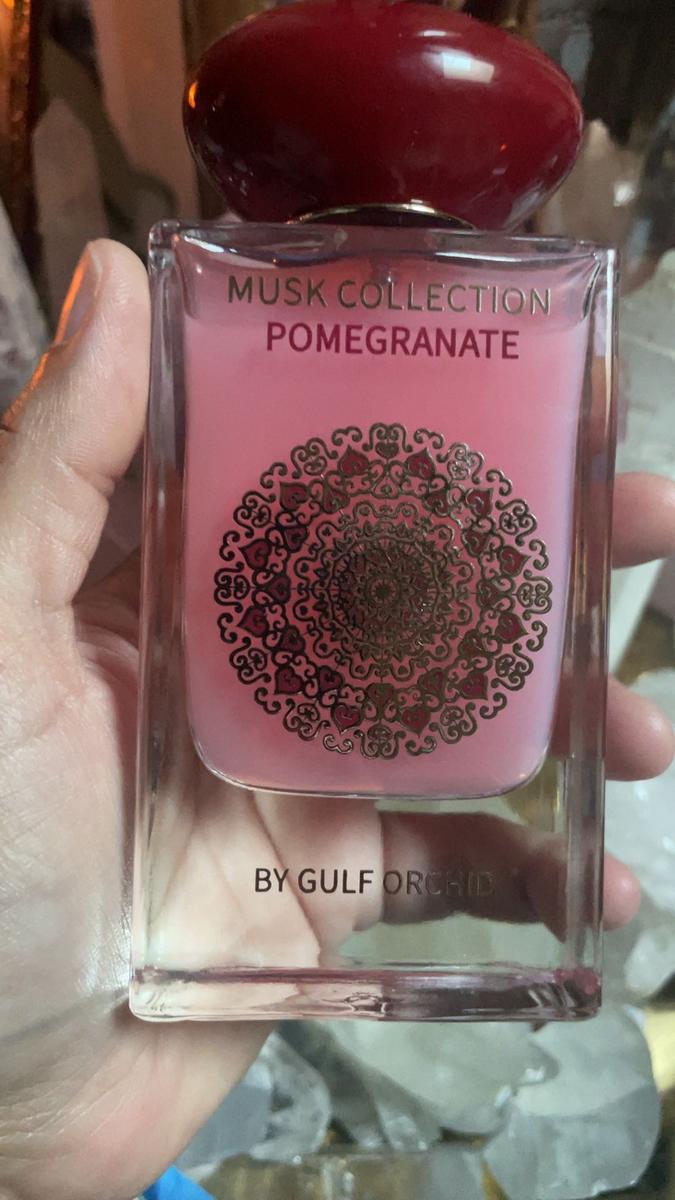 MUSK COLLECTION
POMEGRANATE
BY GULF ORCHID